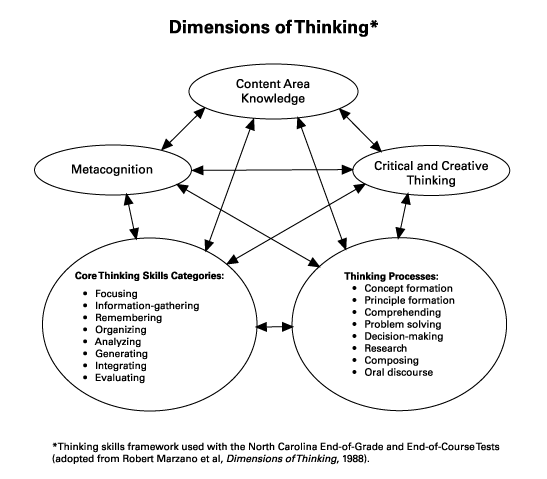 Dimensions of Thinking*
Content Area
Knowledge
Metacognition
Critical and Creative
Thinking
Core Thinking Skills Categories:
• Focusing
• Information-gathering
• Remembering
• Organizing
• Analyzing
• Generating
• Integrating
• Evaluating
Thinking Processes:
• Concept formation
• Principle formation
• Comprehending
• Problem solving
• Decision-making
• Research
• Composing
• Oral discourse
*Thinking skills framework used with the North Carolina End-of-Grade and End-of-Course Tests
(adopted from Robert Marzano et al, Dimensions of Thinking, 1988).